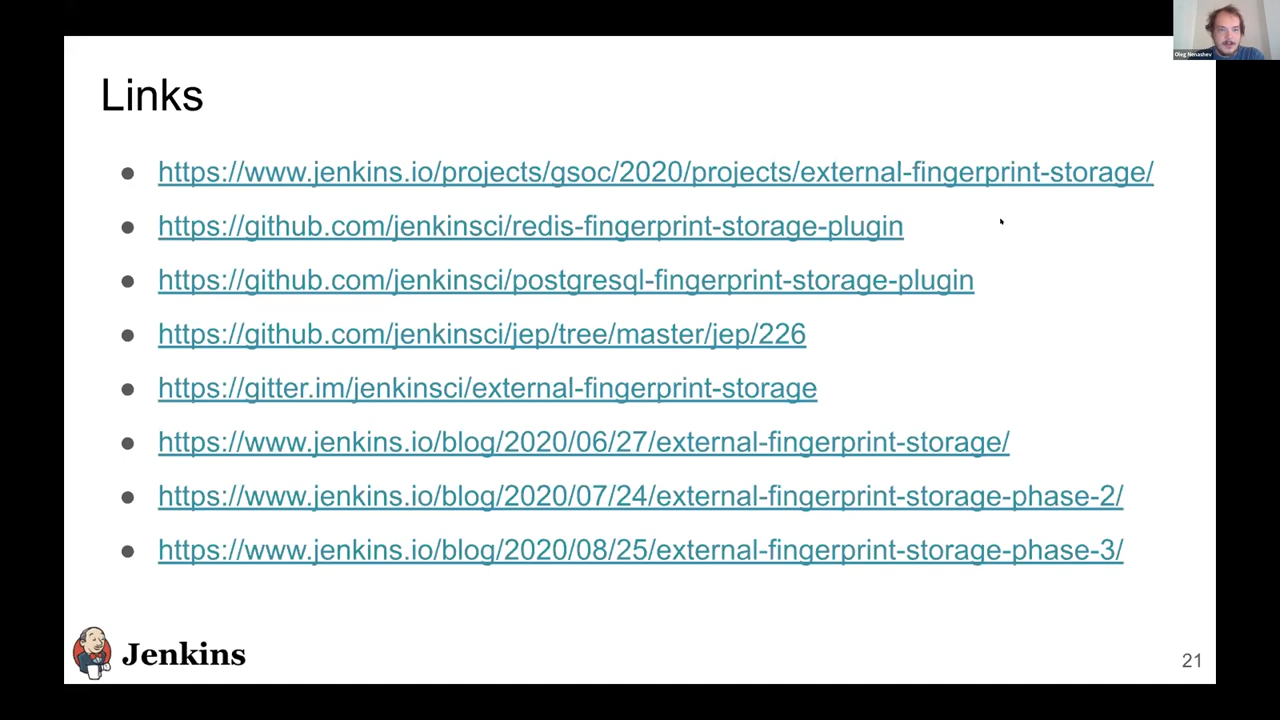 Oleg Nenashev
Links
https://www.jenkins.io/projects/gsoc/2020/projects/external-fingerprint-storage/
https://github.com/jenkinsci/redis-fingerprint-storage-plugin
https://github.com/jenkinsci/postgresql-fingerprint-storage-plugin
https://github.com/jenkinsci/jep/tree/master/jep/226
https://gitter.im/jenkinsci/external-fingerprint-storage
https://www.jenkins.io/blog/2020/06/27/external-fingerprint-storage/
https://www.jenkins.io/blog/2020/07/24/external-fingerprint-storage-phase-2/
https://www.jenkins.io/blog/2020/08/25/external-fingerprint-storage-phase-3/
Jenkins
21